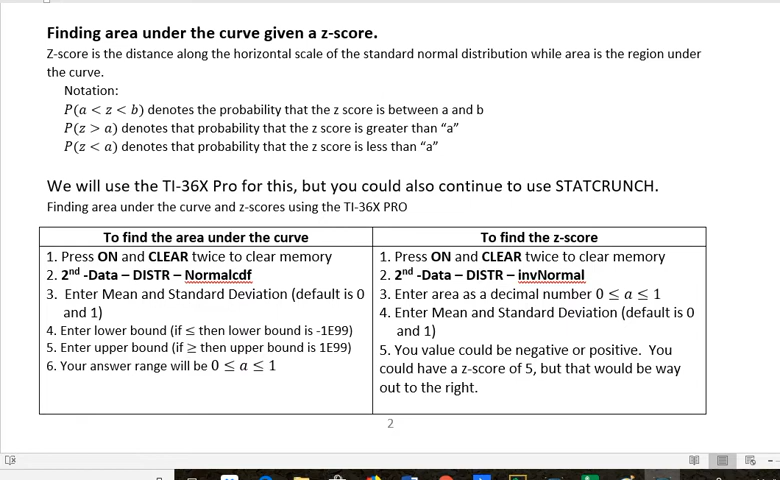 Finding area under the curve given a z-score.
Z-score is the distance along the horizontal scale of the standard normal distribution while area is the region under
the curve.
Notation:
P(a < z < b) denotes the probability that the z score is between a and b
P(z > a) denotes that probability that the z score is greater than “a”
P(z < a) denotes that probability that the z score is less than “a”
We will use the TI-36X Pro for this, but you could also continue to use STATCRUNCH.
Finding area under the curve and z-scores using the TI-36X PRO
To find the area under the curve
1. Press ON and CLEAR twice to clear memory
2. 2nd -Data – DISTR – Normalcdf
3. Enter Mean and Standard Deviation (default is 0
and 1)
4. Enter lower bound (if ≤ then lower bound is -1E99)
5. Enter upper bound (if ≥ then upper bound is 1E99)
6. Your answer range will be 0 ≤ a ≤ 1
To find the z-score
1. Press ON and CLEAR twice to clear memory
2. 2nd -Data – DISTR – invNormal
3. Enter area as a decimal number 0 ≤ a ≤ 1
4. Enter Mean and Standard Deviation (default is 0
and 1)
5. You value could be negative or positive. You
could have a z-score of 5, but that would be way
out to the right.
2